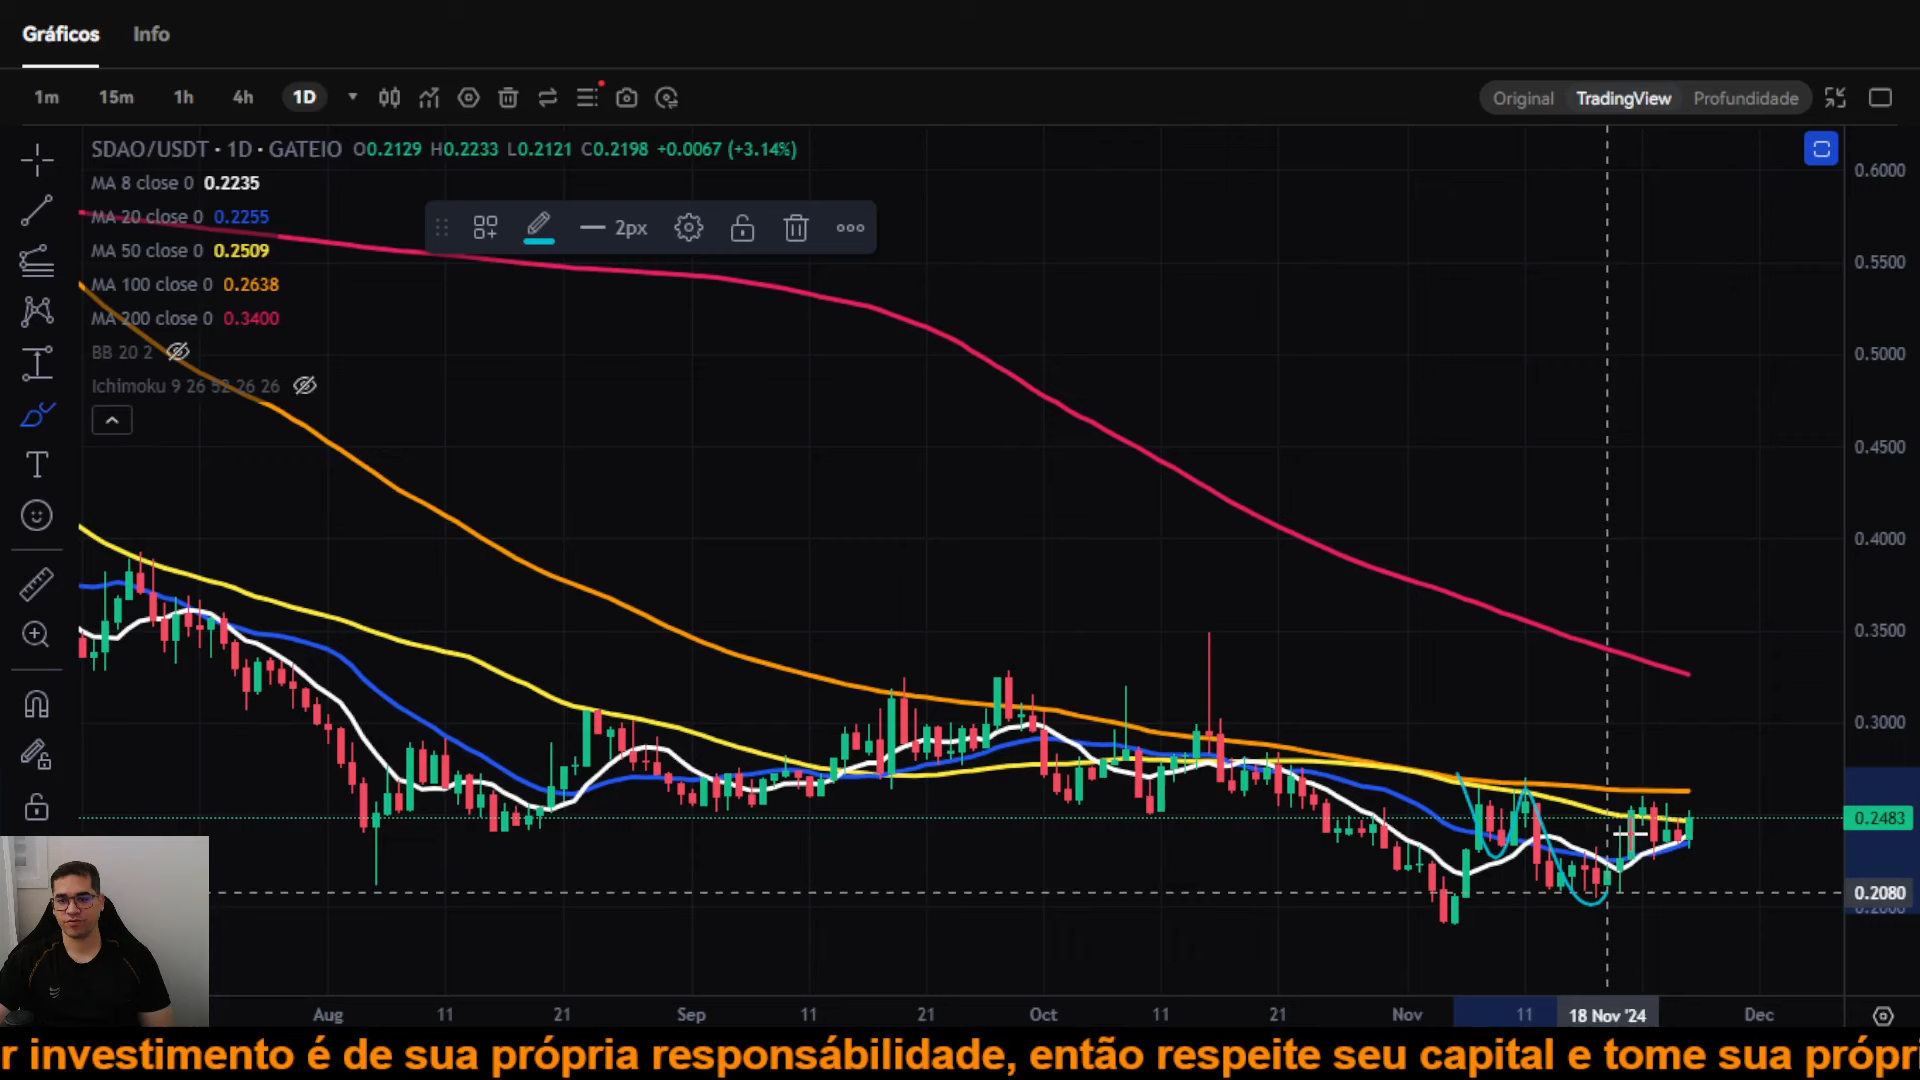 Gráficos Info
1m 15m 1h 4h 1D Original TradingView Profundidade
SDAO/USDT · 1D · GATEIO O0.2129 H0.2233 L0.2121 C0.2198 +0.0067 (+3.14%)
MA 8 close 0 0.2235
MA 20 close 0 0.2255
MA 50 close 0 0.2509
MA 100 close 0 0.2638
MA 200 close 0 0.3400
BB 20 2
Ichimoku 9 26 52 26 26
2px
0.6000
0.5500
0.5000
0.4500
0.4000
0.3500
0.3000
0.2483
0.2080
0.2000
Aug 11 21 Sep 11 21 Oct 11 21 Nov 11 18 Nov '24 Dec
r investimento é de sua própria responsábilidade, então respeite seu capital e tome sua própri